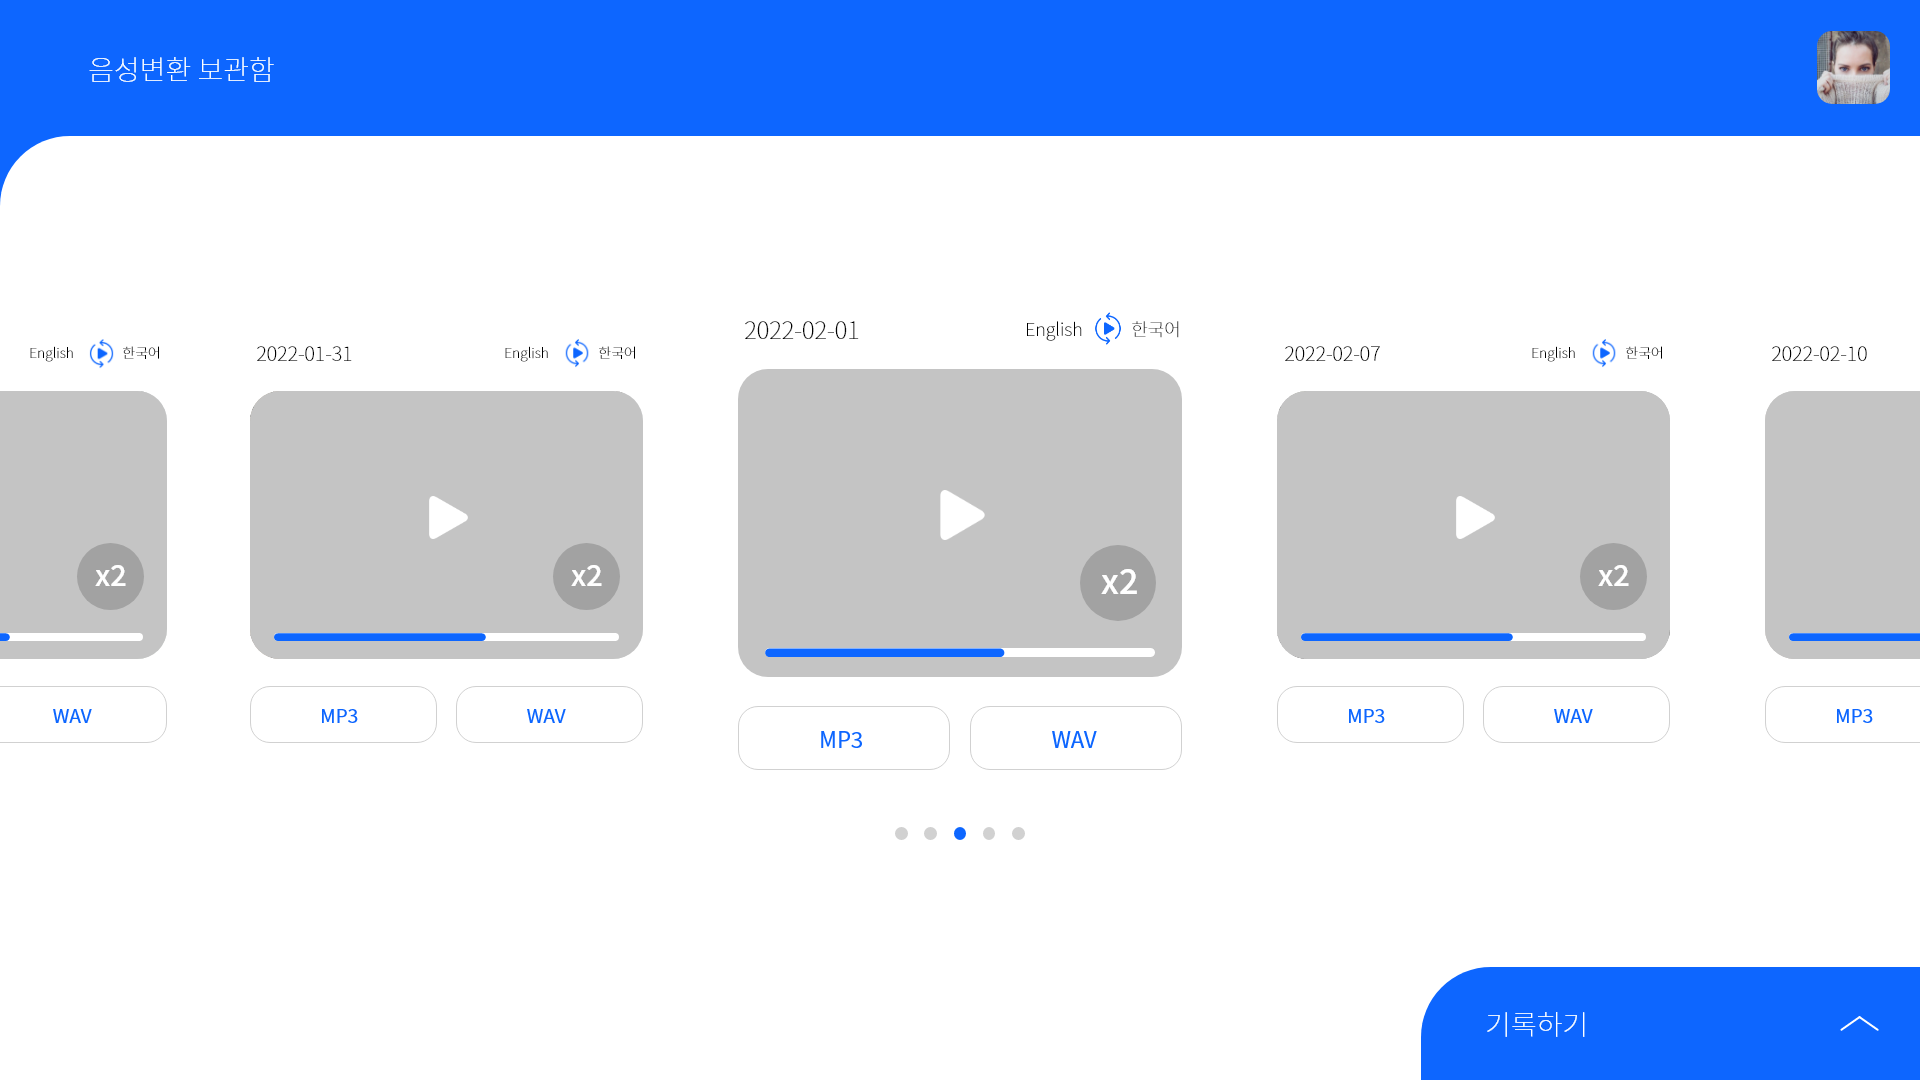 음성변환 보관함
English 한국어
x2
WAV
2022-01-31 English 한국어
x2
MP3 WAV
2022-02-01 English 한국어
x2
MP3 WAV
2022-02-07 English 한국어
x2
MP3 WAV
2022-02-10
MP3
기록하기